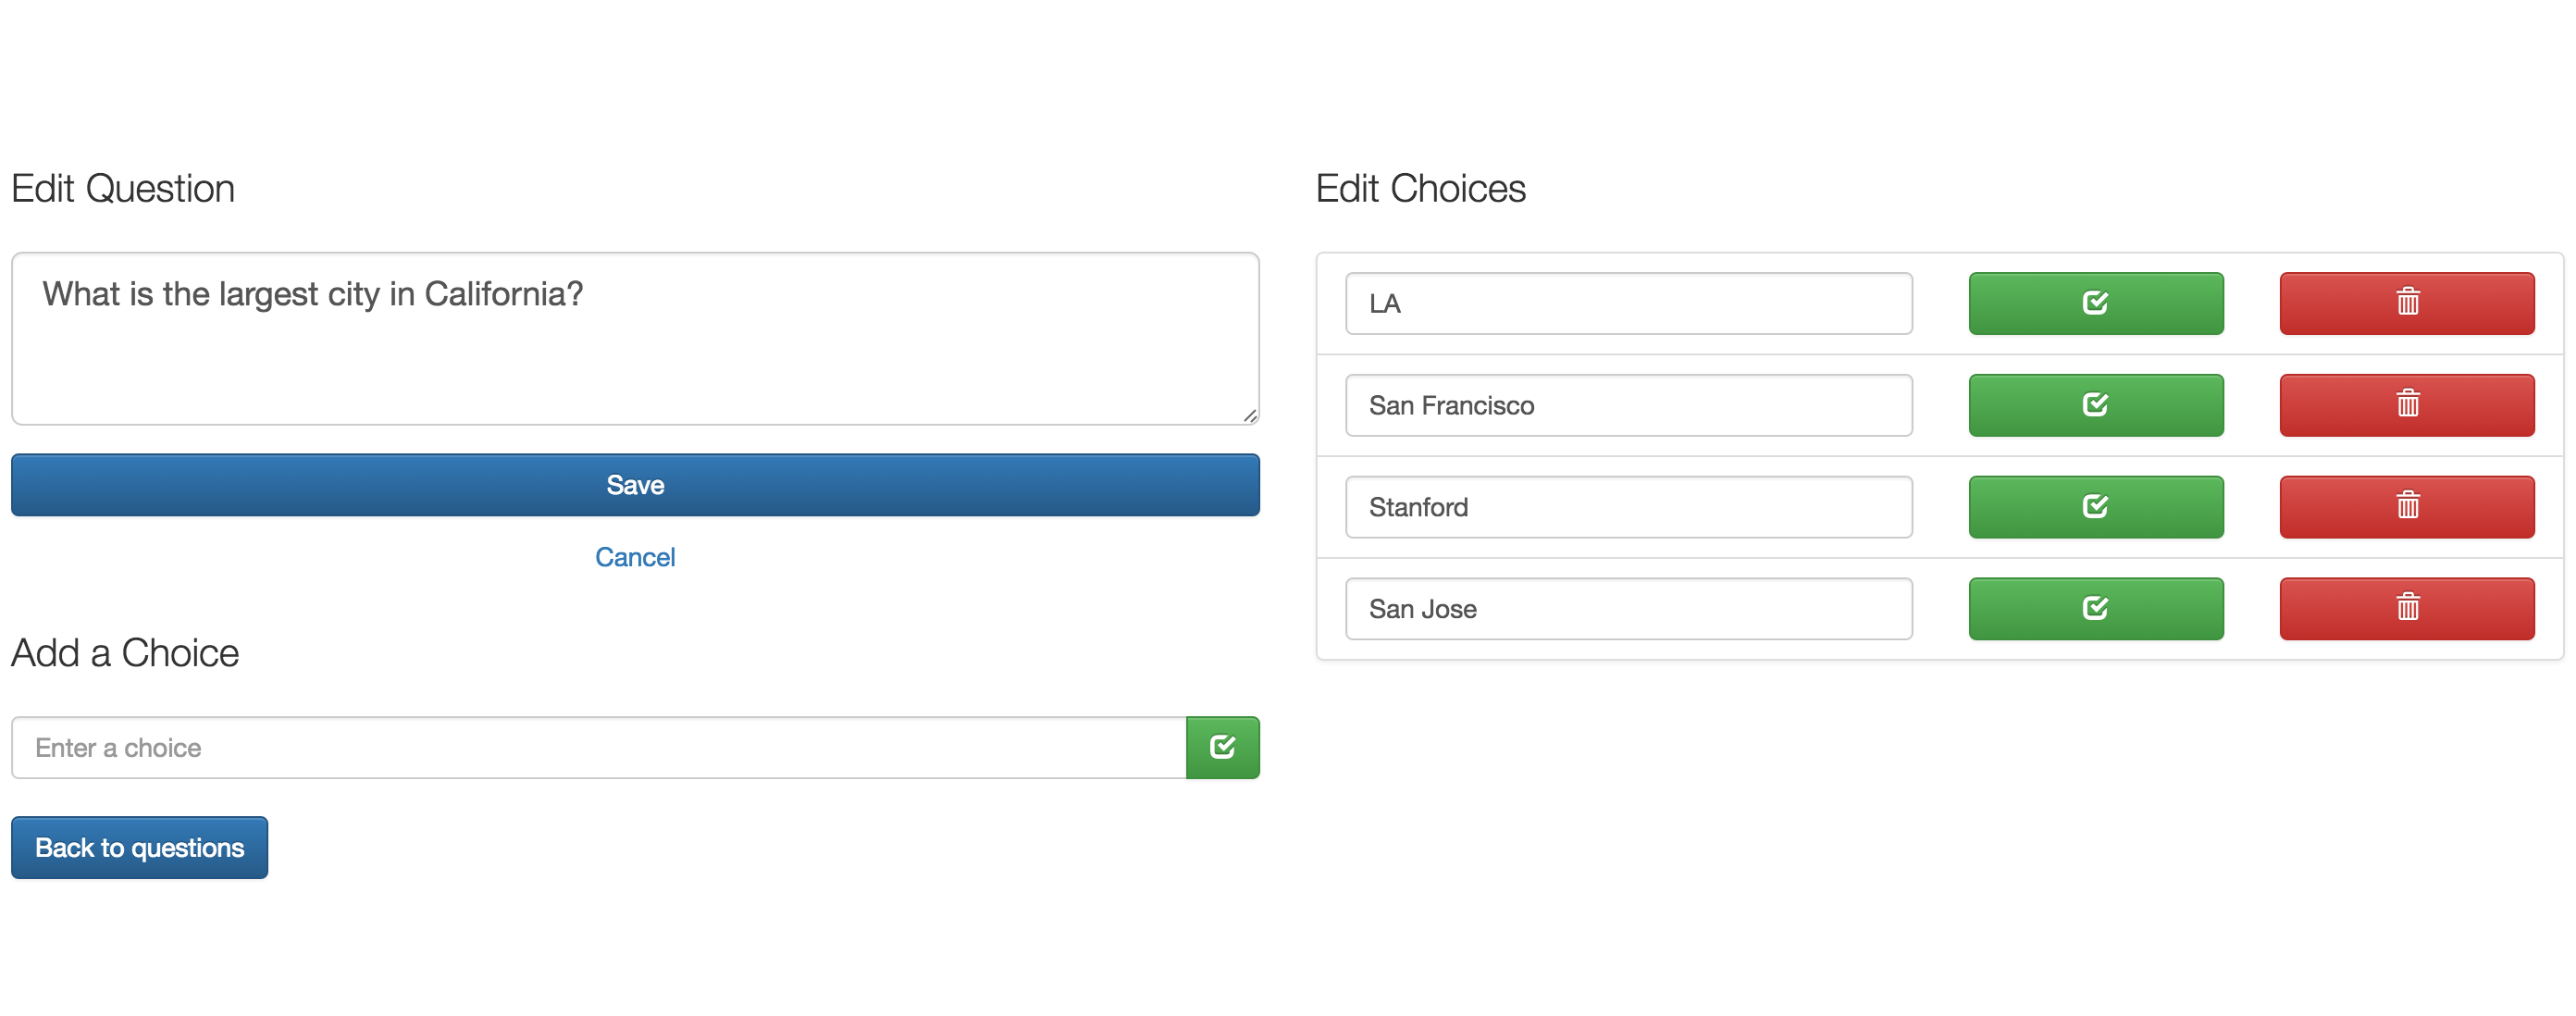 Edit Question
What is the largest city in California?
Save
Cancel
Add a Choice
Enter a choice
Back to questions
Edit Choices
LA
San Francisco
Stanford
San Jose